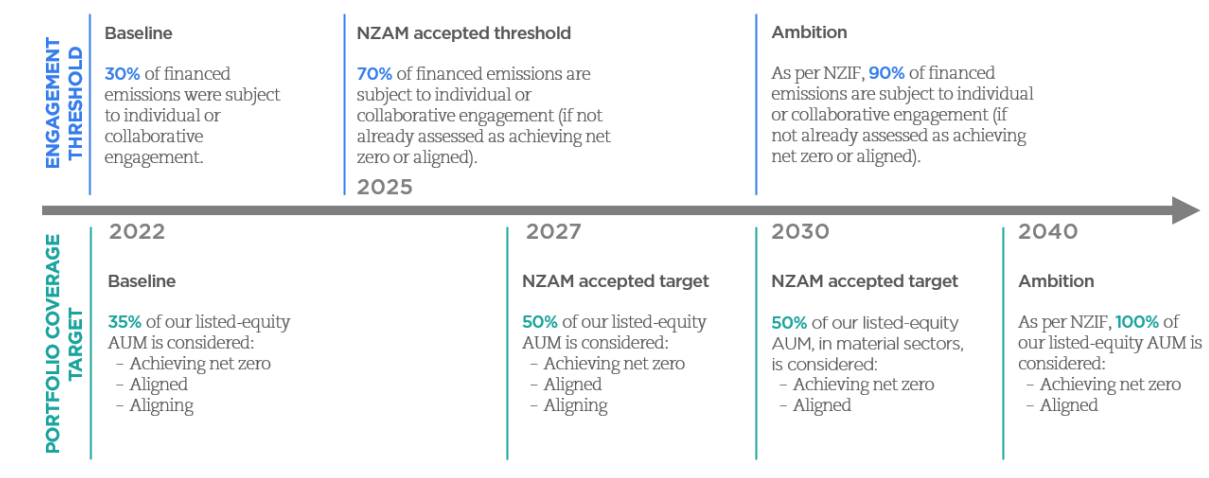 ENGAGEMENT
THRESHOLD
Baseline
30% of financed
emissions were subject
to individual or
collaborative
engagement.
NZAM accepted threshold
70% of financed emissions are
subject to individual or
collaborative engagement (if not
already assessed as achieving net
zero or aligned).
2025
Ambition
As per NZIF, 90% of financed
emissions are subject to individual
or collaborative engagement (if
not already assessed as achieving
net zero or aligned).
PORTFOLIO COVERAGE
TARGET
2022
Baseline
35% of our listed-equity
AUM is considered:
– Achieving net zero
– Aligned
– Aligning
2027
NZAM accepted target
50% of our listed-equity
AUM is considered:
– Achieving net zero
– Aligned
– Aligning
2030
NZAM accepted target
50% of our listed-equity
AUM, in material sectors,
is considered:
– Achieving net zero
– Aligned
2040
Ambition
As per NZIF, 100% of
our listed-equity AUM is
considered:
– Achieving net zero
– Aligned